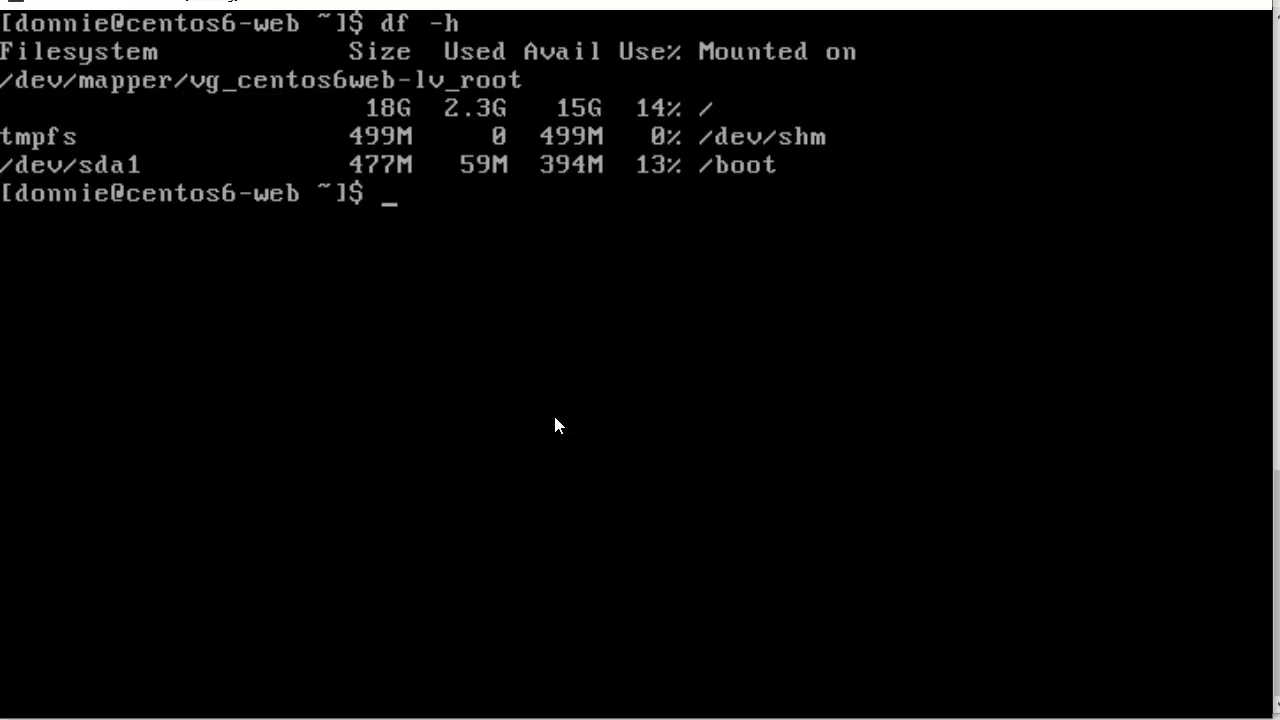 [donnie@centos6-web ~]$ df -h
Filesystem            Size  Used Avail Use% Mounted on
/dev/mapper/vg_centos6web-lv_root
                       18G  2.3G   15G  14% /
tmpfs                 499M     0  499M   0% /dev/shm
/dev/sda1             477M   59M  394M  13% /boot
[donnie@centos6-web ~]$ _